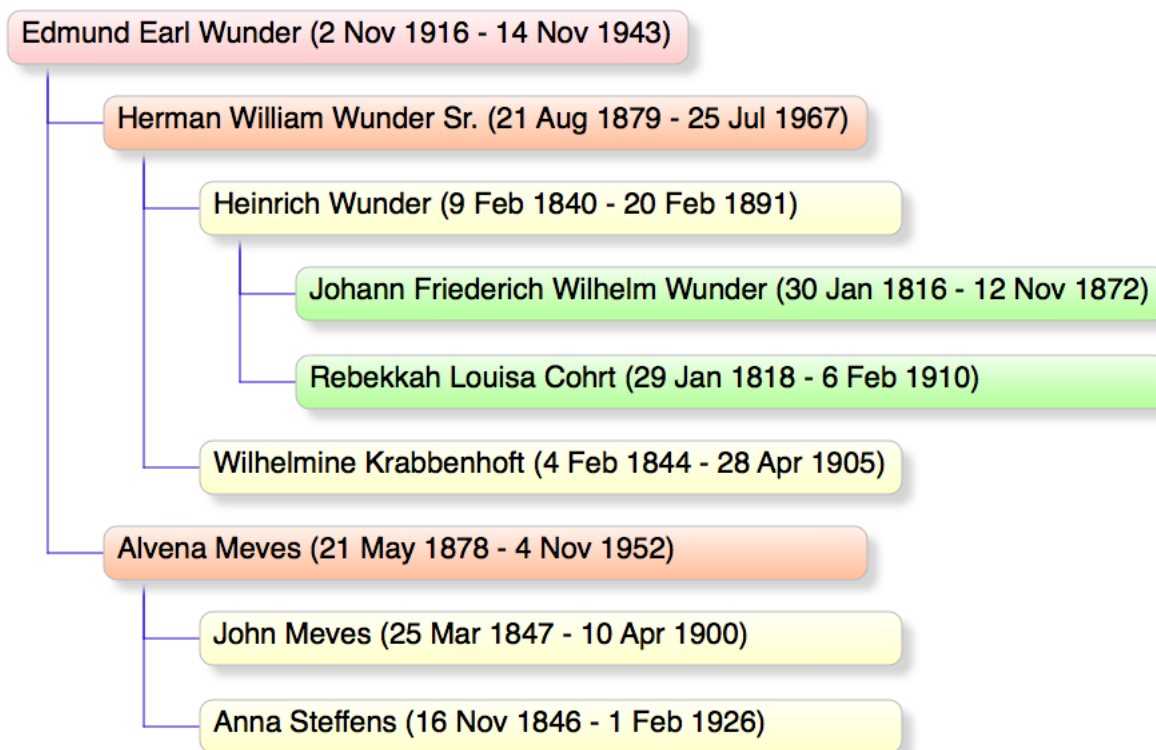 Edmund Earl Wunder (2 Nov 1916 - 14 Nov 1943)
Herman William Wunder Sr. (21 Aug 1879 - 25 Jul 1967)
Heinrich Wunder (9 Feb 1840 - 20 Feb 1891)
Johann Friederich Wilhelm Wunder (30 Jan 1816 - 12 Nov 1872)
Rebekkah Louisa Cohrt (29 Jan 1818 - 6 Feb 1910)
Wilhelmine Krabbenhoft (4 Feb 1844 - 28 Apr 1905)
Alvena Meves (21 May 1878 - 4 Nov 1952)
John Meves (25 Mar 1847 - 10 Apr 1900)
Anna Steffens (16 Nov 1846 - 1 Feb 1926)